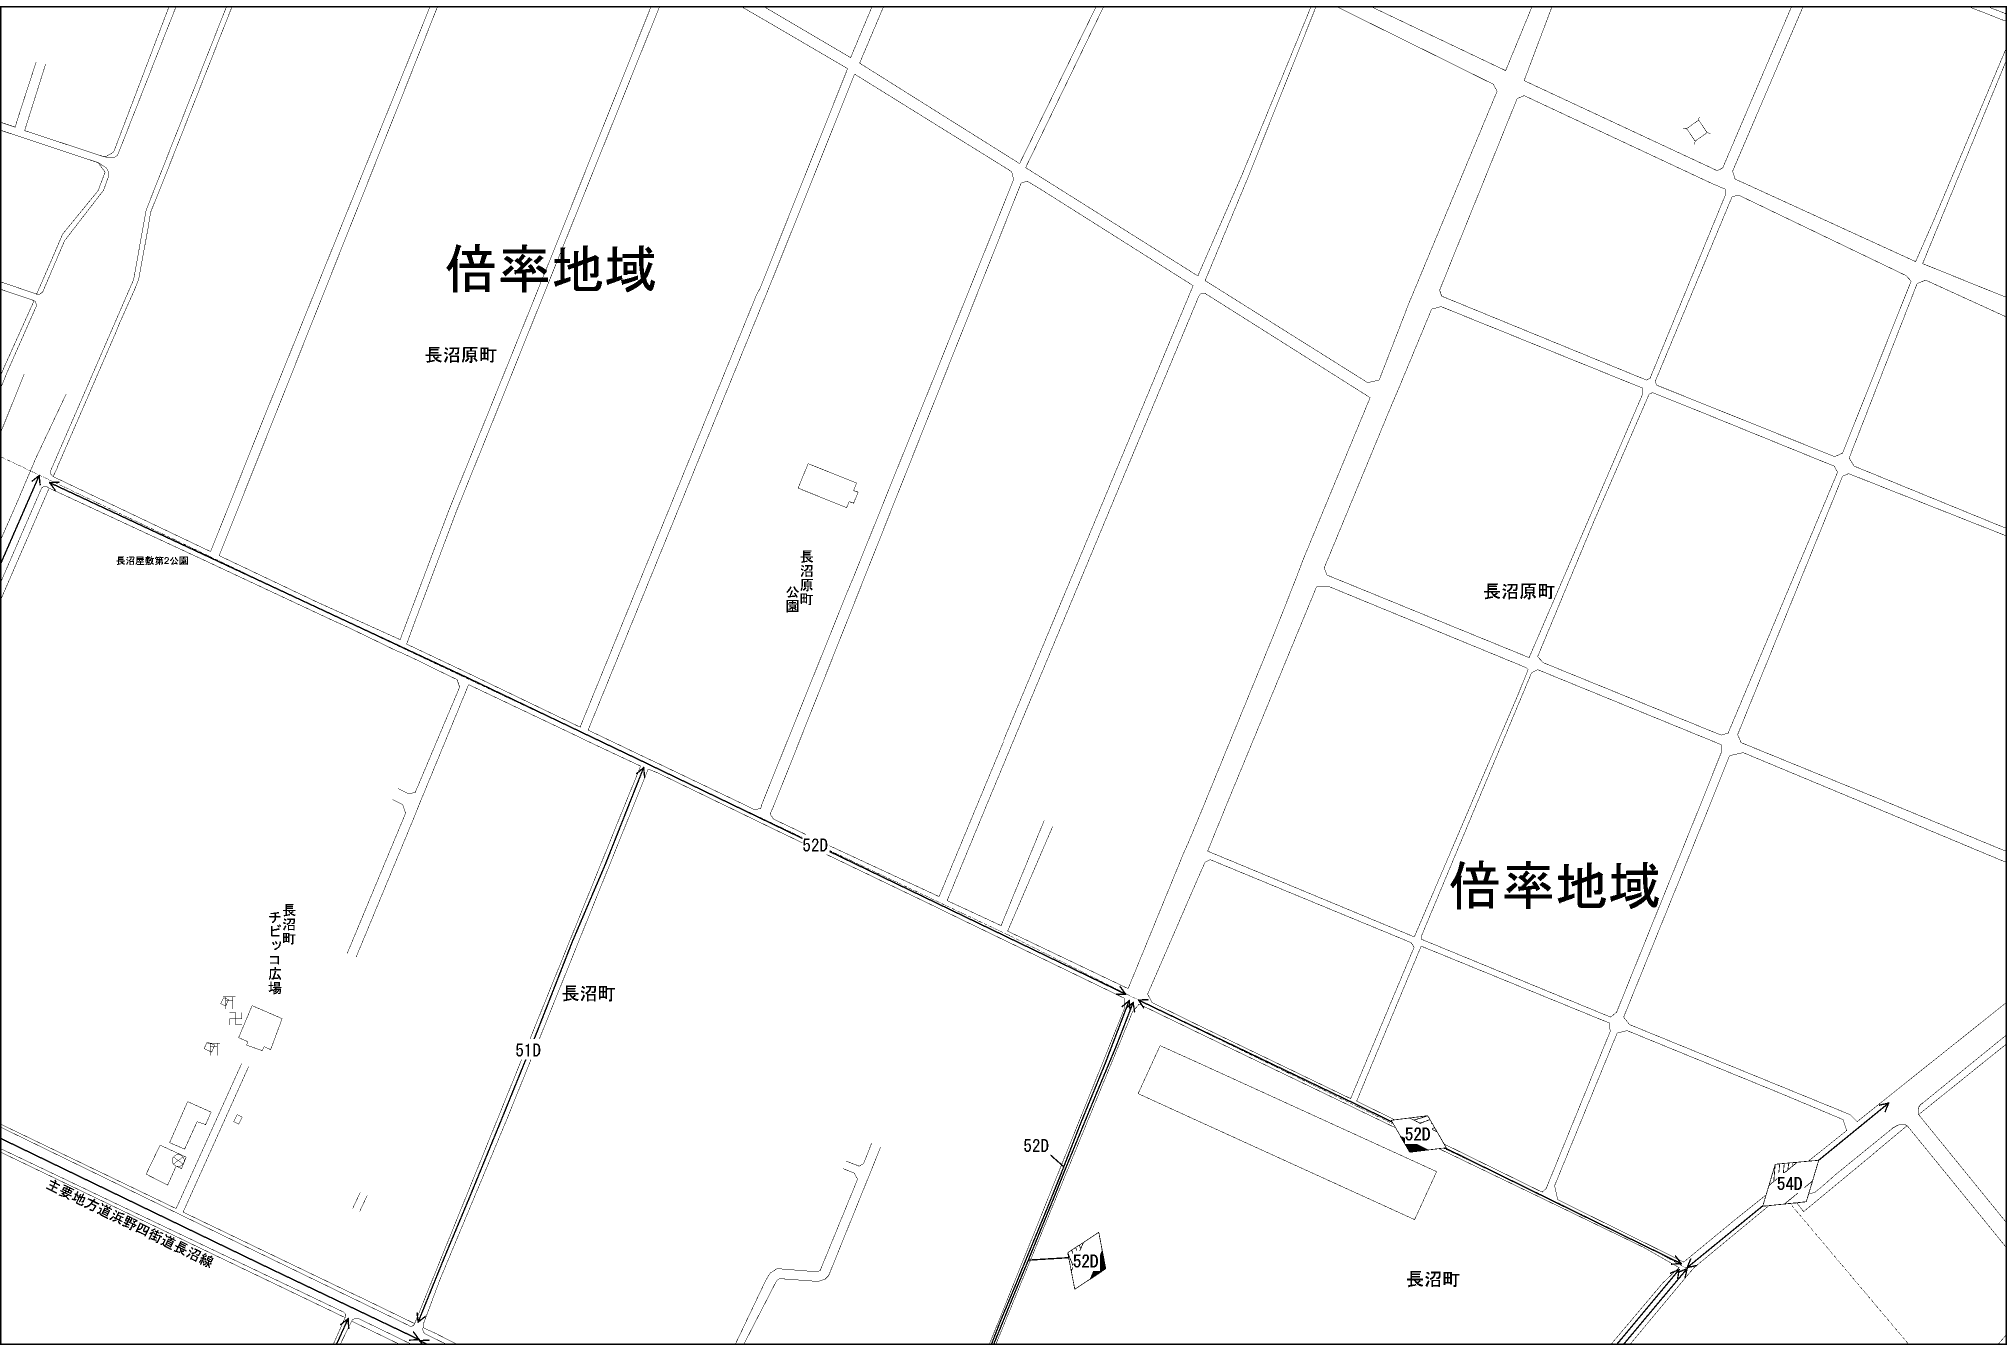 倍率地域
長沼原町
長沼屋敷第2公園
長沼原町
公園
長沼原町
52D
倍率地域
長沼町
チビッコ広場
長沼町
51D
52D
52D
54D
主要地方道浜野四街道長沼線
52D
長沼町